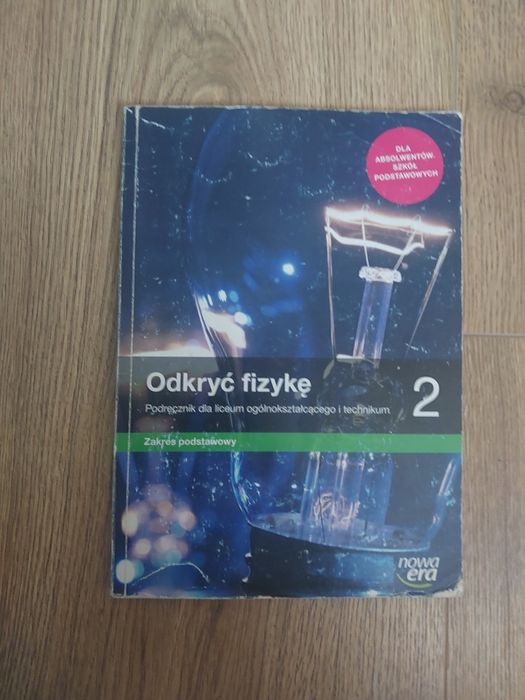 DLA
ABSOLWENTÓW
SZKÓŁ
PODSTAWOWYCH
Odkryć fizykę
2
Podręcznik dla liceum ogólnokształcącego i technikum
Zakres podstawowy
nowa
era